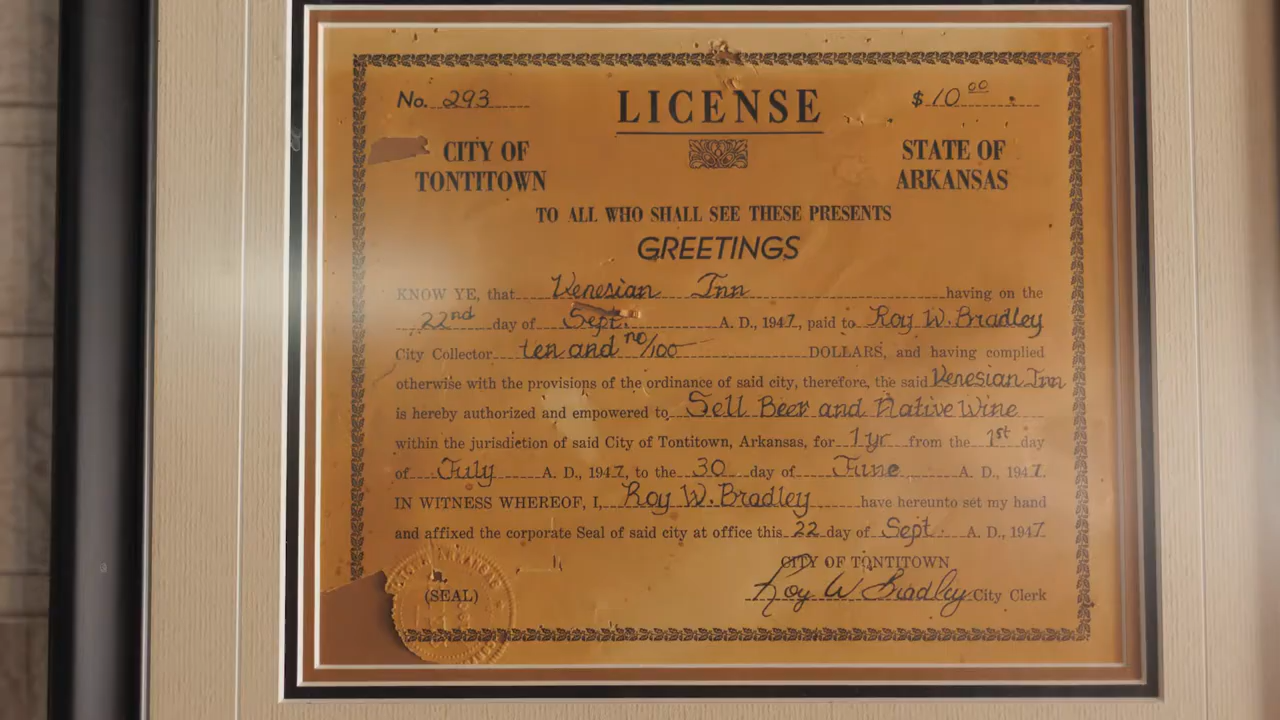 No. 293
LICENSE
$ 10 00
CITY OF TONTITOWN
STATE OF ARKANSAS
TO ALL WHO SHALL SEE THESE PRESENTS
GREETINGS
KNOW YE, that Venesian Inn having on the
22nd day of Sept. A. D., 1947, paid to Roy W. Bradley
City Collector ten and no/100 DOLLARS, and having complied
otherwise with the provisions of the ordinance of said city, therefore, the said Venesian Inn
is hereby authorized and empowered to Sell Beer and Native Wine
within the jurisdiction of said City of Tontitown, Arkansas, for 1 yr from the 1st day
of July A. D., 1947, to the 30 day of June A. D., 1947.
IN WITNESS WHEREOF, I, Roy W. Bradley have hereunto set my hand
and affixed the corporate Seal of said city at office this 22 day of Sept. A. D., 1947.
CITY OF TONTITOWN
Roy W Bradley City Clerk
(SEAL)
ARKANSAS